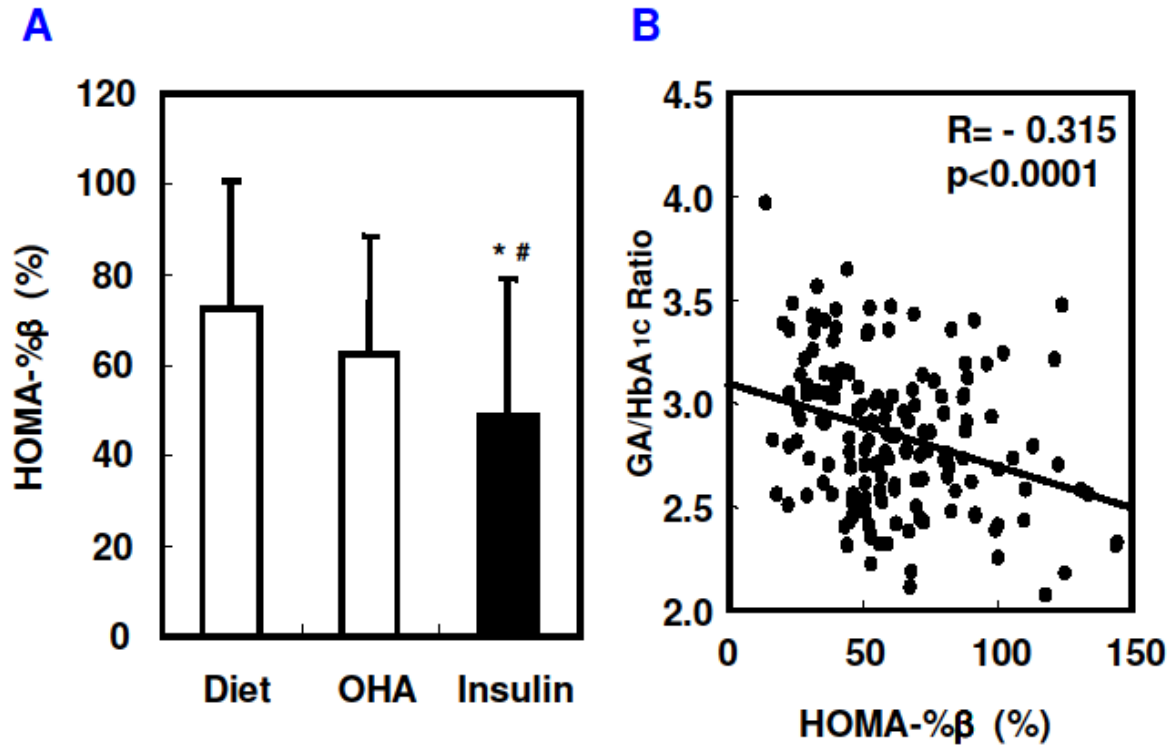 A
HOMA-%β (%)
120
100
80
60
40
20
0
* #
Diet OHA Insulin
B
GA/HbA1C Ratio
4.5
4.0
3.5
3.0
2.5
2.0
R= - 0.315
p<0.0001
0 50 100 150
HOMA-%β (%)